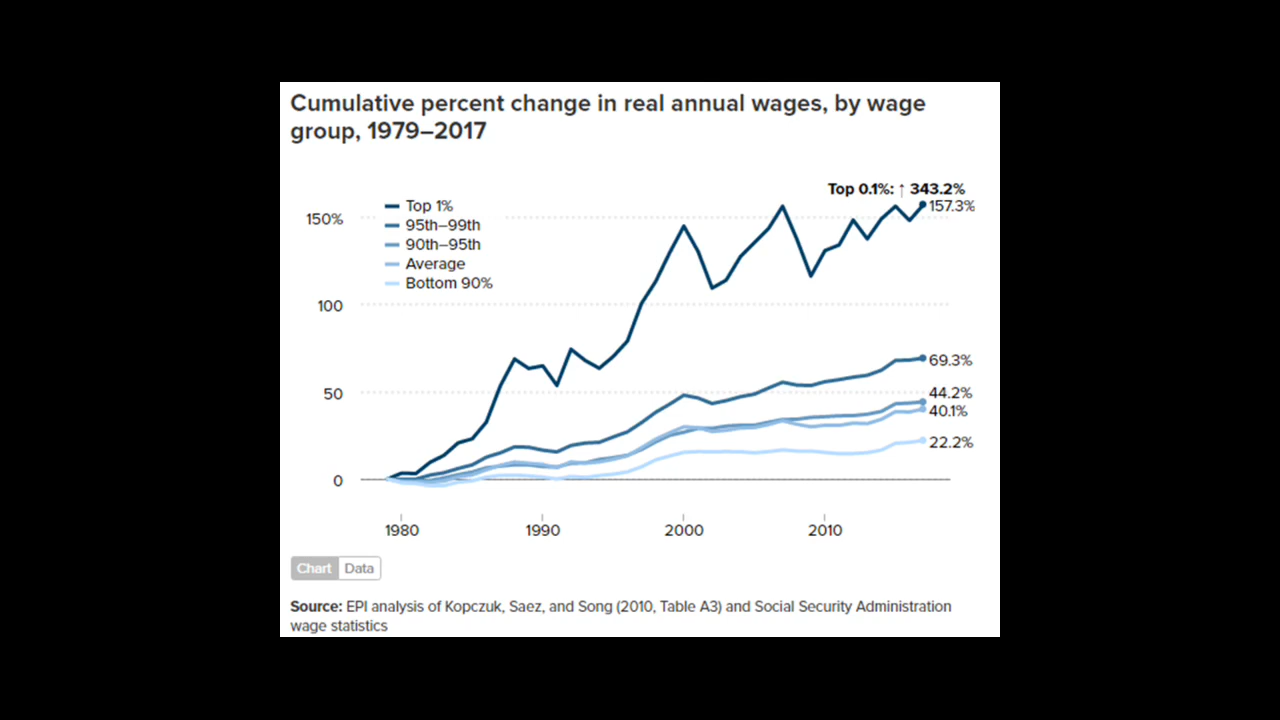 Cumulative percent change in real annual wages, by wage
group, 1979–2017
Top 0.1%: ↑ 343.2%
Top 1%
95th–99th
90th–95th
Average
Bottom 90%
150%
100
50
0
157.3%
69.3%
44.2%
40.1%
22.2%
1980 1990 2000 2010
Chart Data
Source: EPI analysis of Kopczuk, Saez, and Song (2010, Table A3) and Social Security Administration
wage statistics